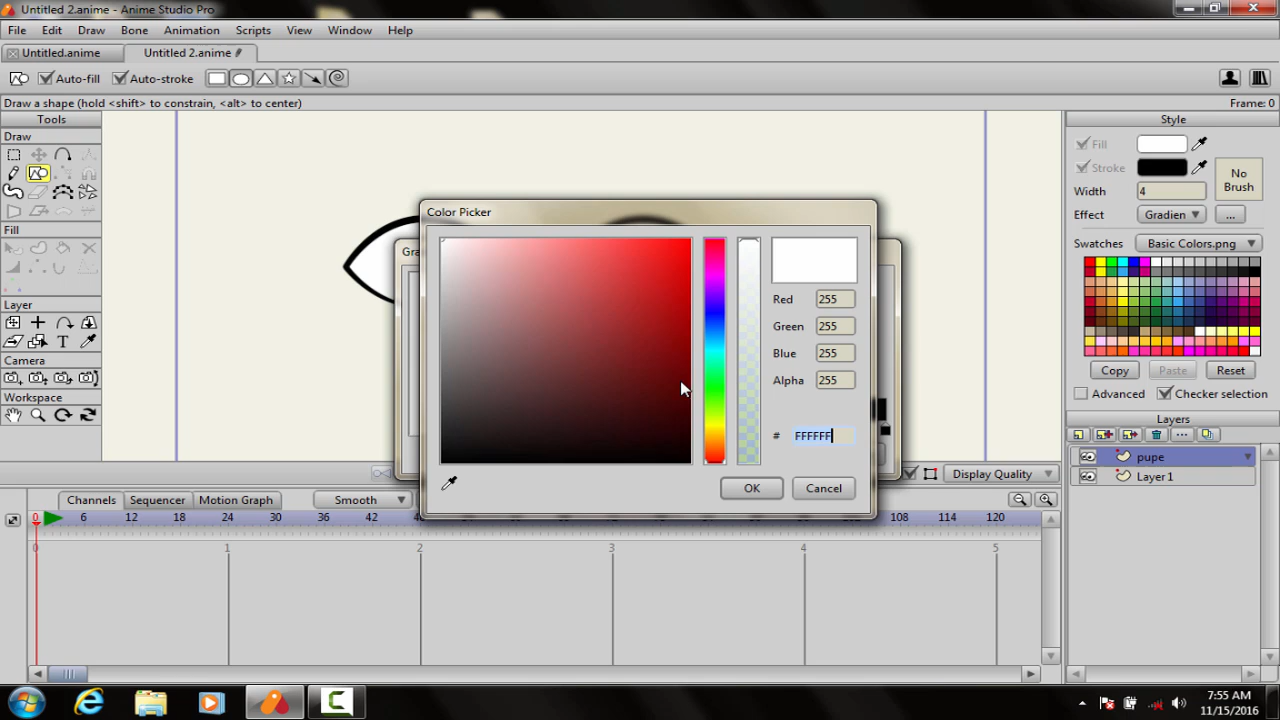 Untitled 2.anime - Anime Studio Pro
File Edit Draw Bone Animation Scripts View Window Help
Untitled.anime Untitled 2.anime
Auto-fill Auto-stroke
Draw a shape (hold <shift> to constrain, <alt> to center) Frame: 0
Tools
Draw
Fill
Layer
Camera
Workspace
Color Picker
Gra
Red 255
Green 255
Blue 255
Alpha 255
# FFFFFF
OK Cancel
Style
Fill
Stroke
No
Brush
Width 4
Effect Gradien ...
Swatches Basic Colors.png
Copy Paste Reset
Advanced Checker selection
Layers
pupe
Layer 1
Display Quality
Channels Sequencer Motion Graph Smooth
0 6 12 18 24 30 36 42 108 114 120
0 1 2 3 4 5
7:55 AM
11/15/2016